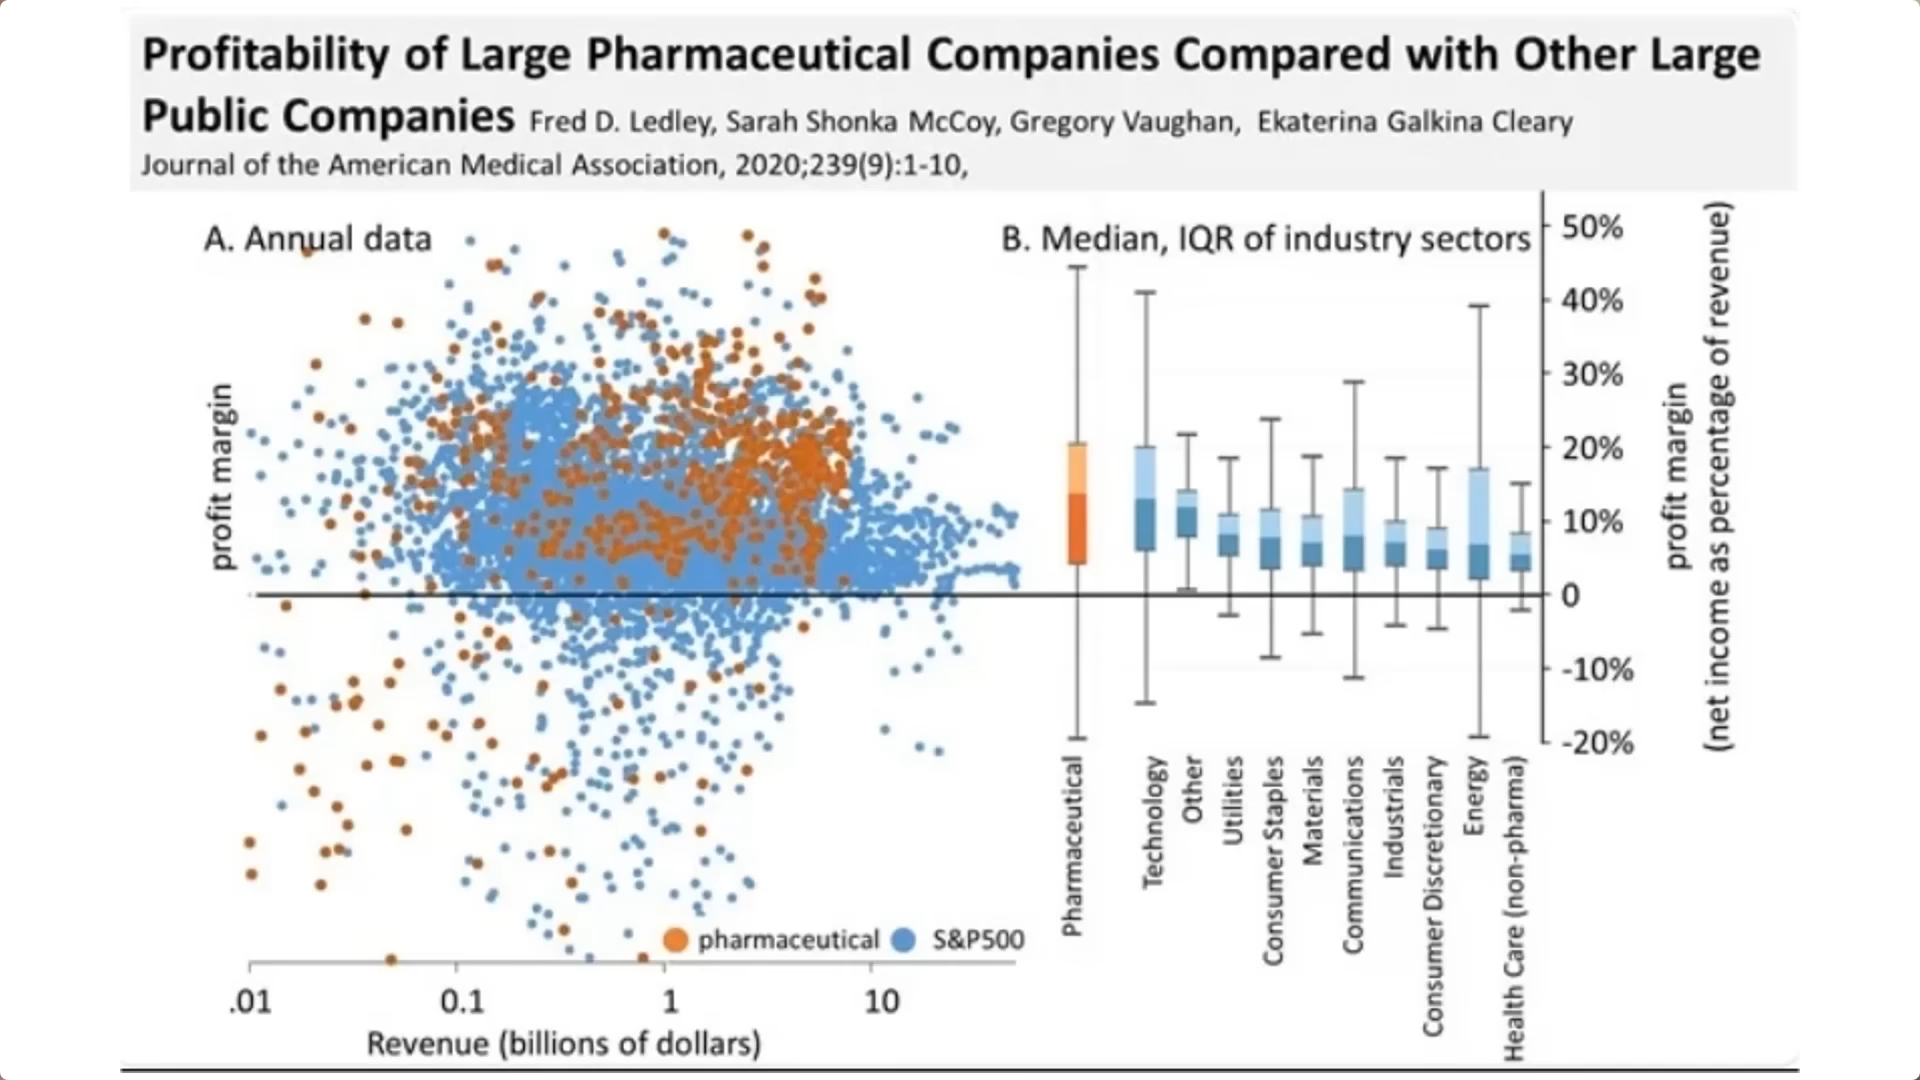 Profitability of Large Pharmaceutical Companies Compared with Other Large
Public Companies Fred D. Ledley, Sarah Shonka McCoy, Gregory Vaughan, Ekaterina Galkina Cleary
Journal of the American Medical Association, 2020;239(9):1-10,
A. Annual data
profit margin
pharmaceutical
S&P500
.01
0.1
1
10
Revenue (billions of dollars)
B. Median, IQR of industry sectors
50%
40%
30%
20%
10%
0
-10%
-20%
profit margin
(net income as percentage of revenue)
Pharmaceutical
Technology
Other
Utilities
Consumer Staples
Materials
Communications
Industrials
Consumer Discretionary
Energy
Health Care (non-pharma)